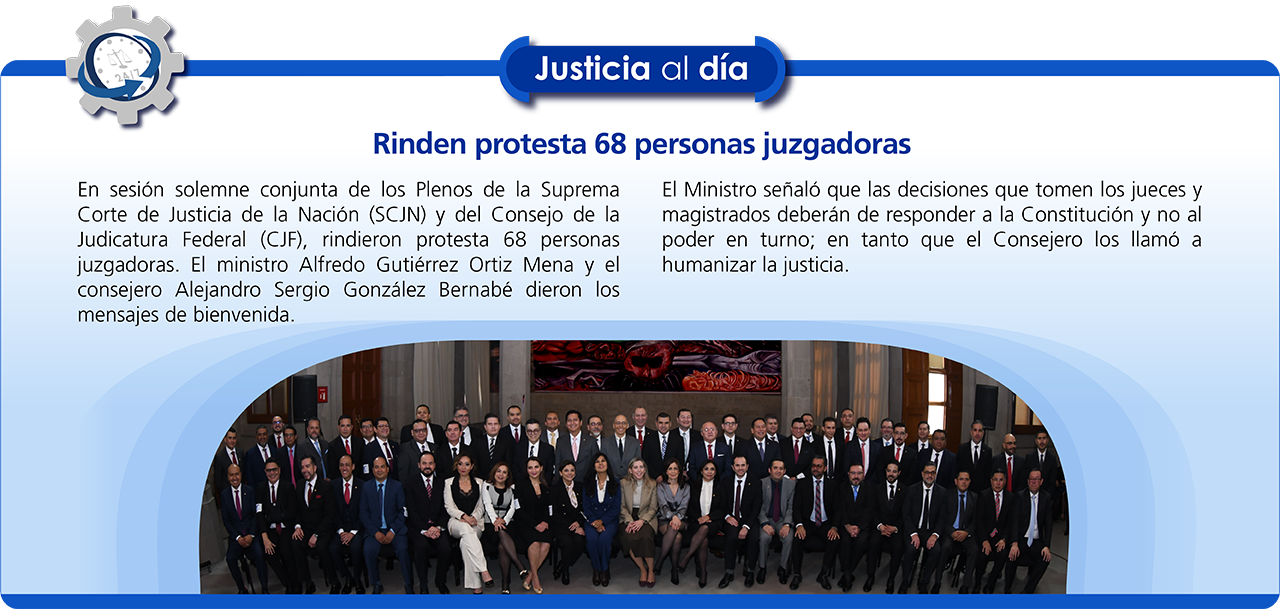 24/7
Justicia al día
Rinden protesta 68 personas juzgadoras
En sesión solemne conjunta de los Plenos de la Suprema
Corte de Justicia de la Nación (SCJN) y del Consejo de la
Judicatura Federal (CJF), rindieron protesta 68 personas
juzgadoras. El ministro Alfredo Gutiérrez Ortiz Mena y el
consejero Alejandro Sergio González Bernabé dieron los
mensajes de bienvenida.
El Ministro señaló que las decisiones que tomen los jueces y
magistrados deberán de responder a la Constitución y no al
poder en turno; en tanto que el Consejero los llamó a
humanizar la justicia.